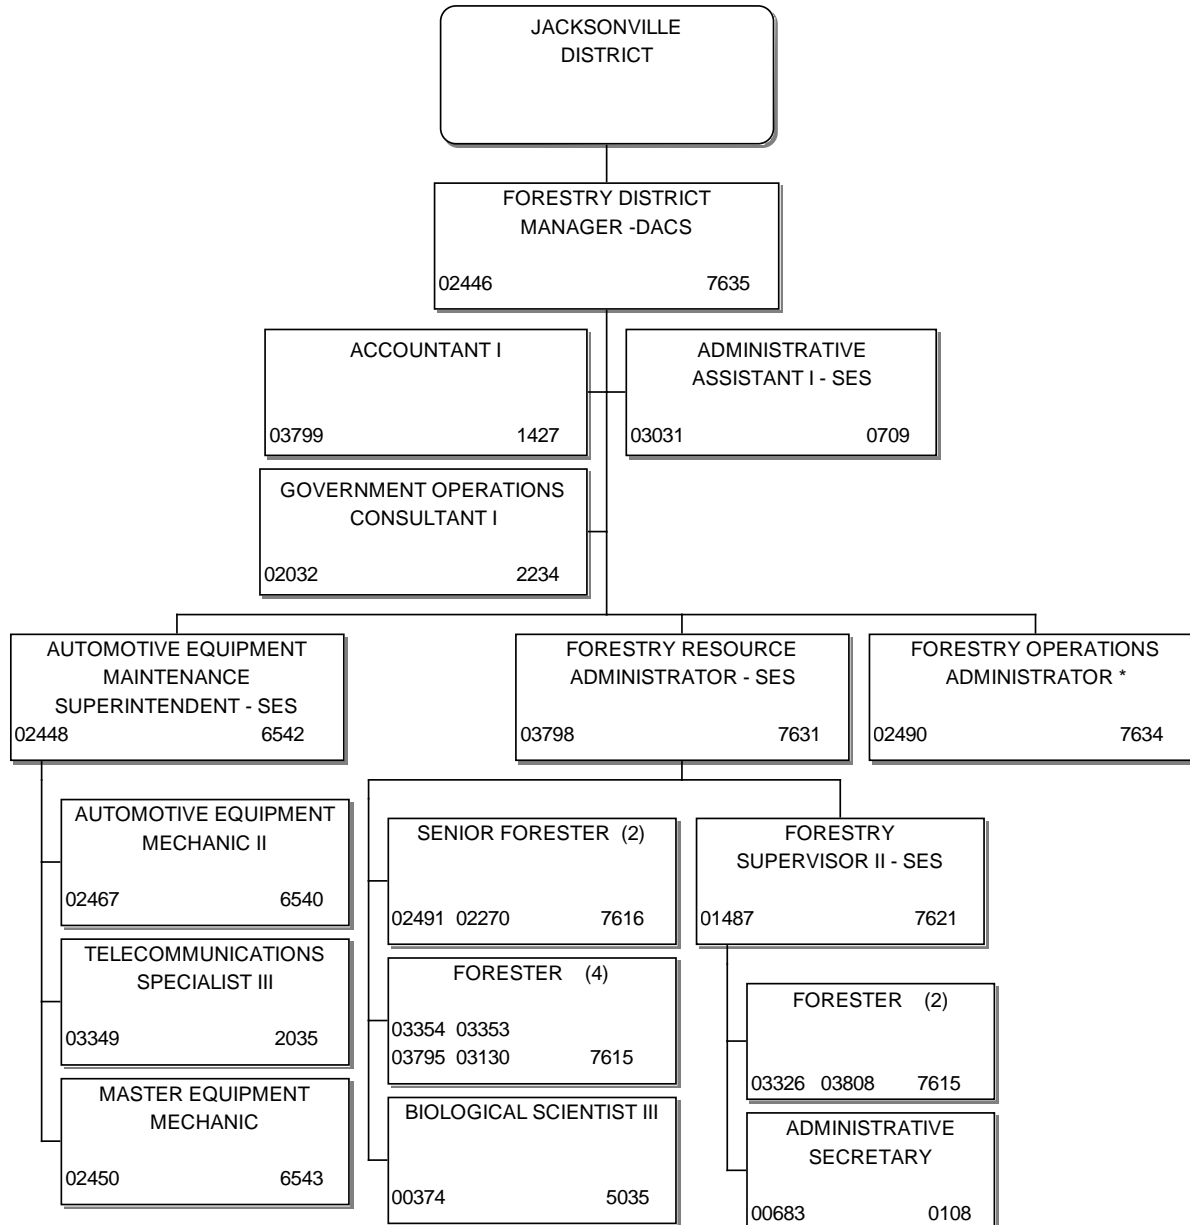 JACKSONVILLE
DISTRICT
FORESTRY DISTRICT
MANAGER -DACS
02446 7635
ACCOUNTANT I
03799 1427
ADMINISTRATIVE
ASSISTANT I - SES
03031 0709
GOVERNMENT OPERATIONS
CONSULTANT I
02032 2234
AUTOMOTIVE EQUIPMENT
MAINTENANCE
SUPERINTENDENT - SES
02448 6542
FORESTRY RESOURCE
ADMINISTRATOR - SES
03798 7631
FORESTRY OPERATIONS
ADMINISTRATOR *
02490 7634
AUTOMOTIVE EQUIPMENT
MECHANIC II
02467 6540
TELECOMMUNICATIONS
SPECIALIST III
03349 2035
MASTER EQUIPMENT
MECHANIC
02450 6543
SENIOR FORESTER (2)
02491 02270 7616
FORESTER (4)
03354 03353
03795 03130 7615
BIOLOGICAL SCIENTIST III
00374 5035
FORESTRY
SUPERVISOR II - SES
01487 7621
FORESTER (2)
03326 03808 7615
ADMINISTRATIVE
SECRETARY
00683 0108